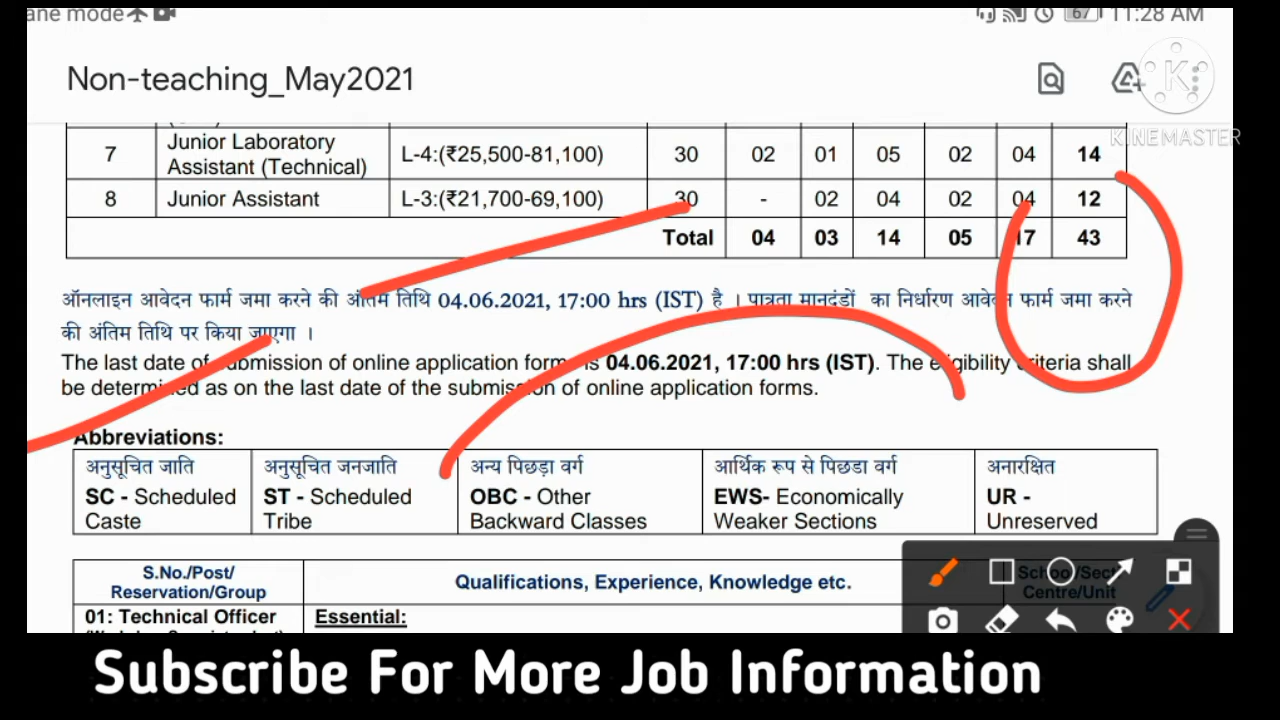 ane mode
67 11:28 AM
Non-teaching_May2021
KINEMASTER
7 Junior Laboratory Assistant (Technical) L-4:(₹25,500-81,100) 30 02 01 05 02 04 14
8 Junior Assistant L-3:(₹21,700-69,100) 30 - 02 04 02 04 12
Total 04 03 14 05 17 43
ऑनलाइन आवेदन फार्म जमा करने की अंतिम तिथि 04.06.2021, 17:00 hrs (IST) है । पात्रता मानदंडों का निर्धारण आवेदन फार्म जमा करने
की अंतिम तिथि पर किया जाएगा ।
The last date of submission of online application forms is 04.06.2021, 17:00 hrs (IST). The eligibility criteria shall
be determined as on the last date of the submission of online application forms.
Abbreviations:
अनुसूचित जाति अनुसूचित जनजाति अन्य पिछड़ा वर्ग आर्थिक रूप से पिछडा वर्ग अनारक्षित
SC - Scheduled ST - Scheduled OBC - Other EWS- Economically UR -
Caste Tribe Backward Classes Weaker Sections Unreserved
S.No./Post/ Qualifications, Experience, Knowledge etc. School/Sect
Reservation/Group Centre/Unit
01: Technical Officer Essential:
Subscribe For More Job Information